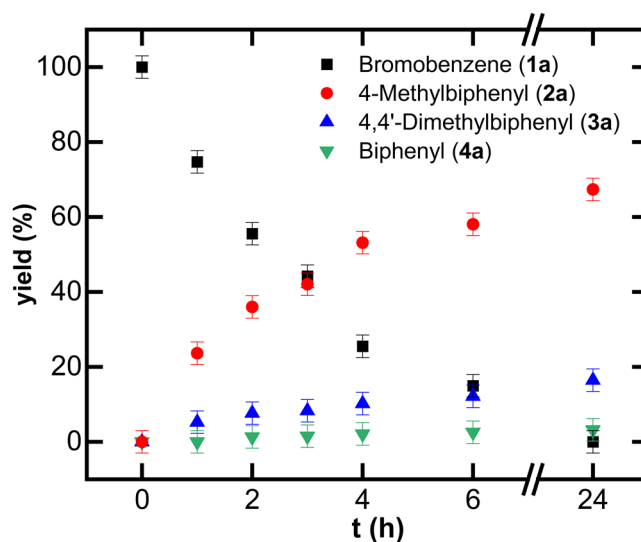 Bromobenzene (1a)
4-Methylbiphenyl (2a)
4,4'-Dimethylbiphenyl (3a)
Biphenyl (4a)
100
80
60
40
20
0
yield (%)
0 2 4 6 24
t (h)